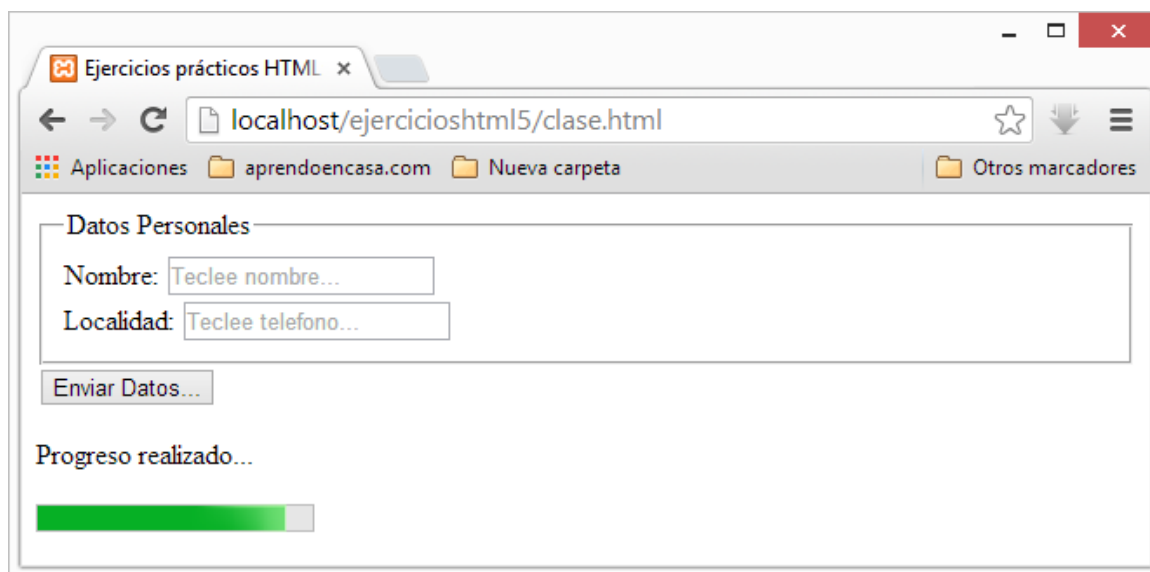 Ejercicios prácticos HTML
localhost/ejercicioshtml5/clase.html
Aplicaciones aprendoencasa.com Nueva carpeta Otros marcadores
Datos Personales
Nombre: Teclee nombre...
Localidad: Teclee telefono...
Enviar Datos...
Progreso realizado...